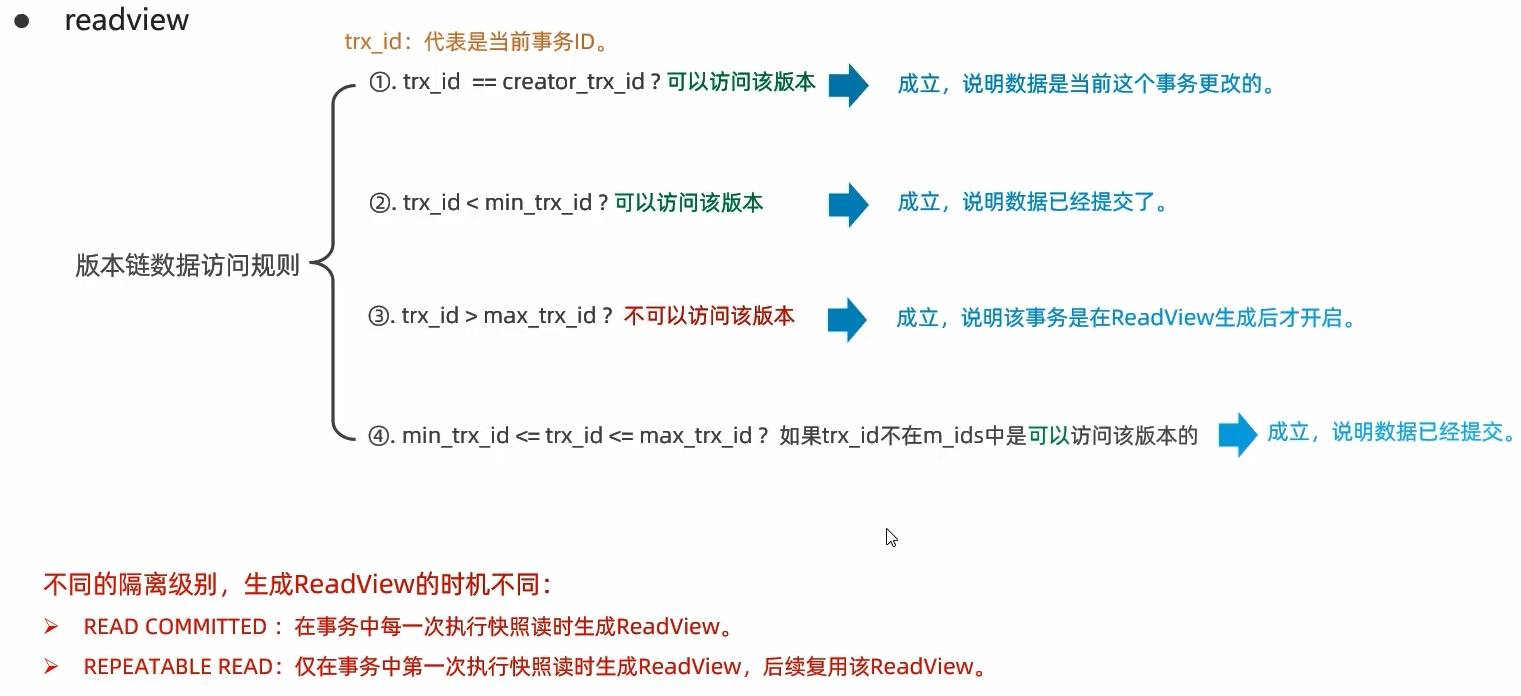 ● readview
trx_id：代表是当前事务ID。
①. trx_id == creator_trx_id ? 可以访问该版本 成立，说明数据是当前这个事务更改的。
②. trx_id < min_trx_id ? 可以访问该版本 成立，说明数据已经提交了。
版本链数据访问规则
③. trx_id > max_trx_id ? 不可以访问该版本 成立，说明该事务是在ReadView生成后才开启。
④. min_trx_id <= trx_id <= max_trx_id ? 如果trx_id不在m_ids中是可以访问该版本的 成立，说明数据已经提交。
不同的隔离级别，生成ReadView的时机不同：
➢ READ COMMITTED ：在事务中每一次执行快照读时生成ReadView。
➢ REPEATABLE READ：仅在事务中第一次执行快照读时生成ReadView，后续复用该ReadView。